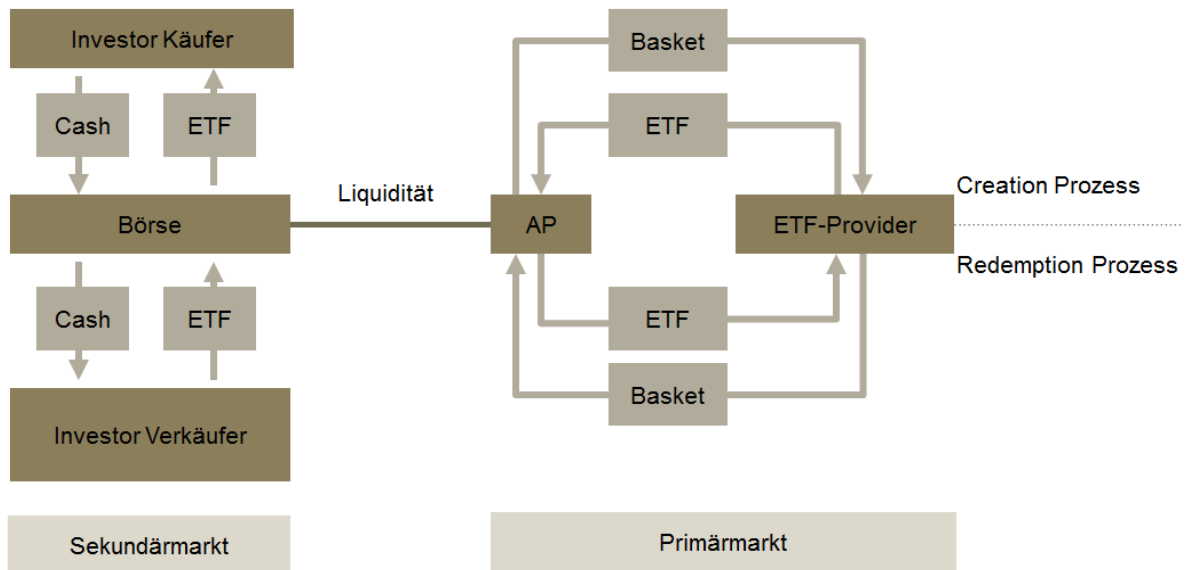 Investor Käufer
Cash
ETF
Börse
Cash
ETF
Investor Verkäufer
Sekundärmarkt
Liquidität
Basket
ETF
AP
ETF-Provider
ETF
Basket
Creation Prozess
Redemption Prozess
Primärmarkt